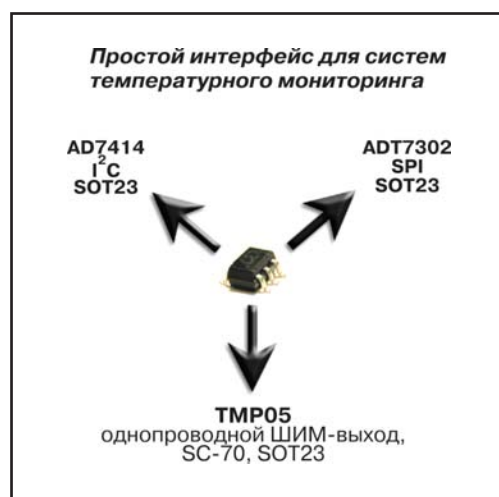 Простой интерфейс для систем
температурного мониторинга
AD7414
I²C
SOT23
ADT7302
SPI
SOT23
TMP05
однопроводной ШИМ-выход,
SC-70, SOT23